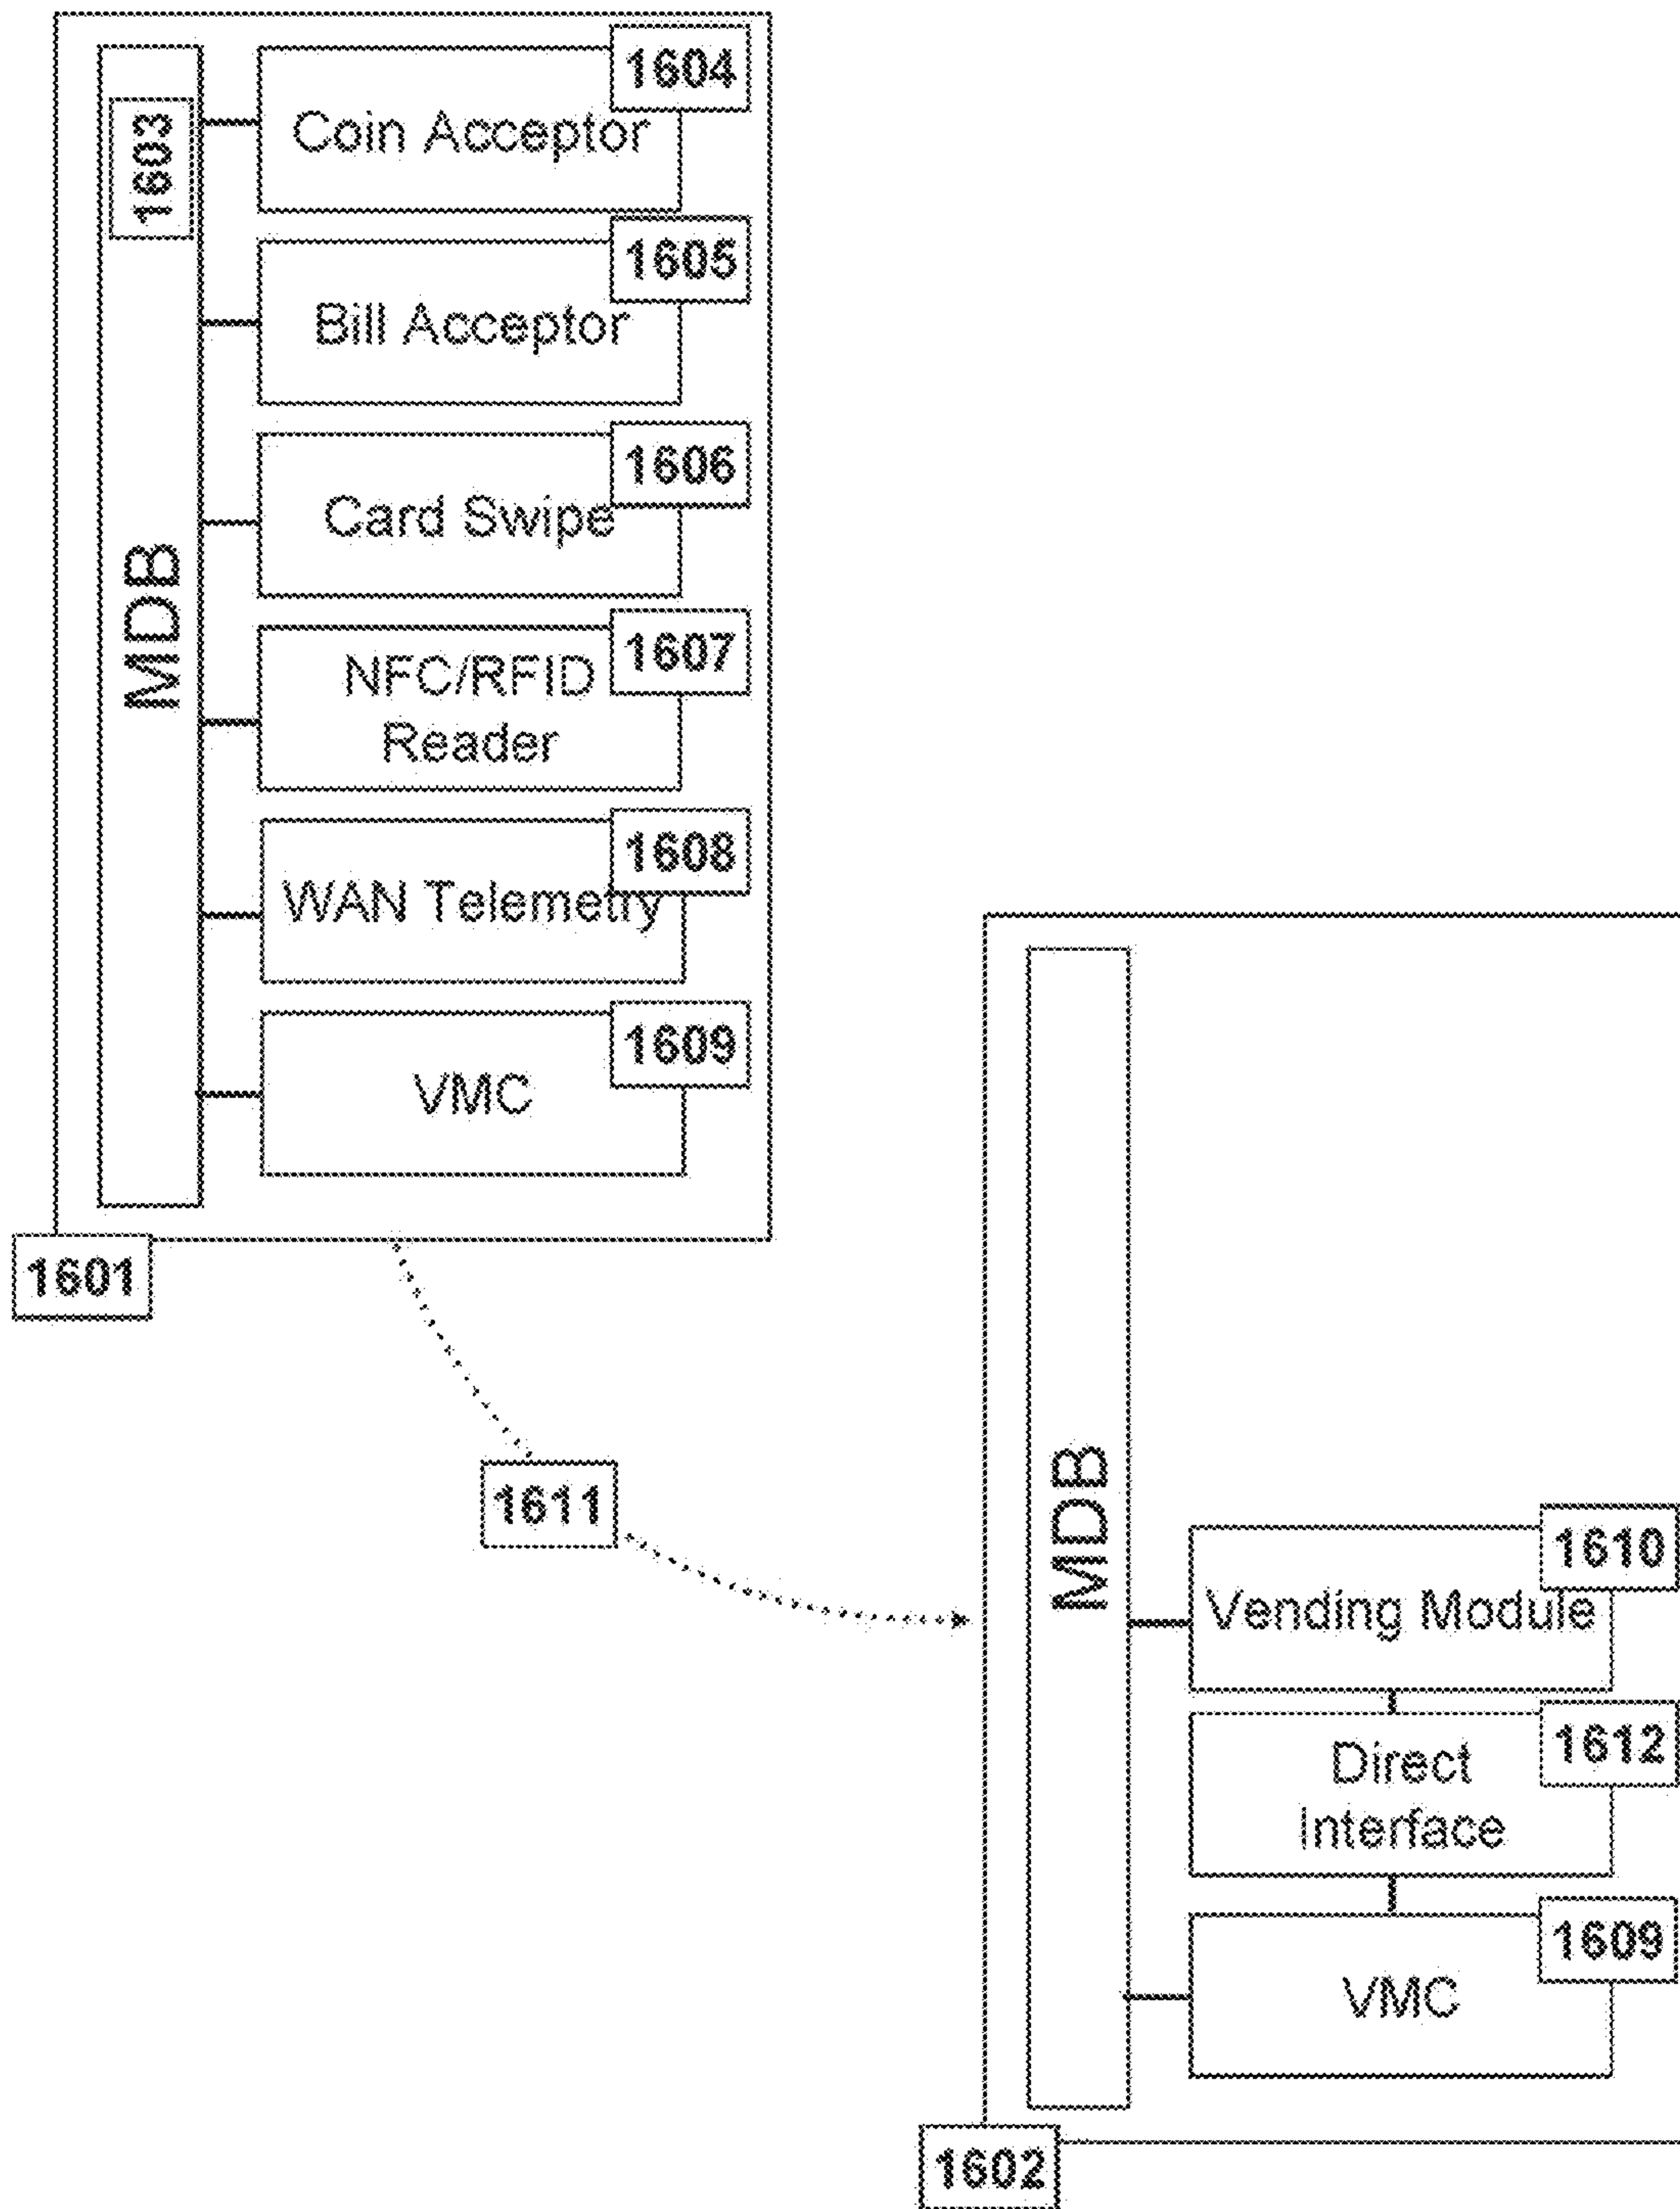 1604
Coin Acceptor
1603
1605
Bill Acceptor
1606
Card Swipe
MDB
1607
NFC/RFID
Reader
1608
WAN Telemetry
1609
VMC
1601
1611
MDB
1610
Vending Module
1612
Direct
Interface
1609
VMC
1602